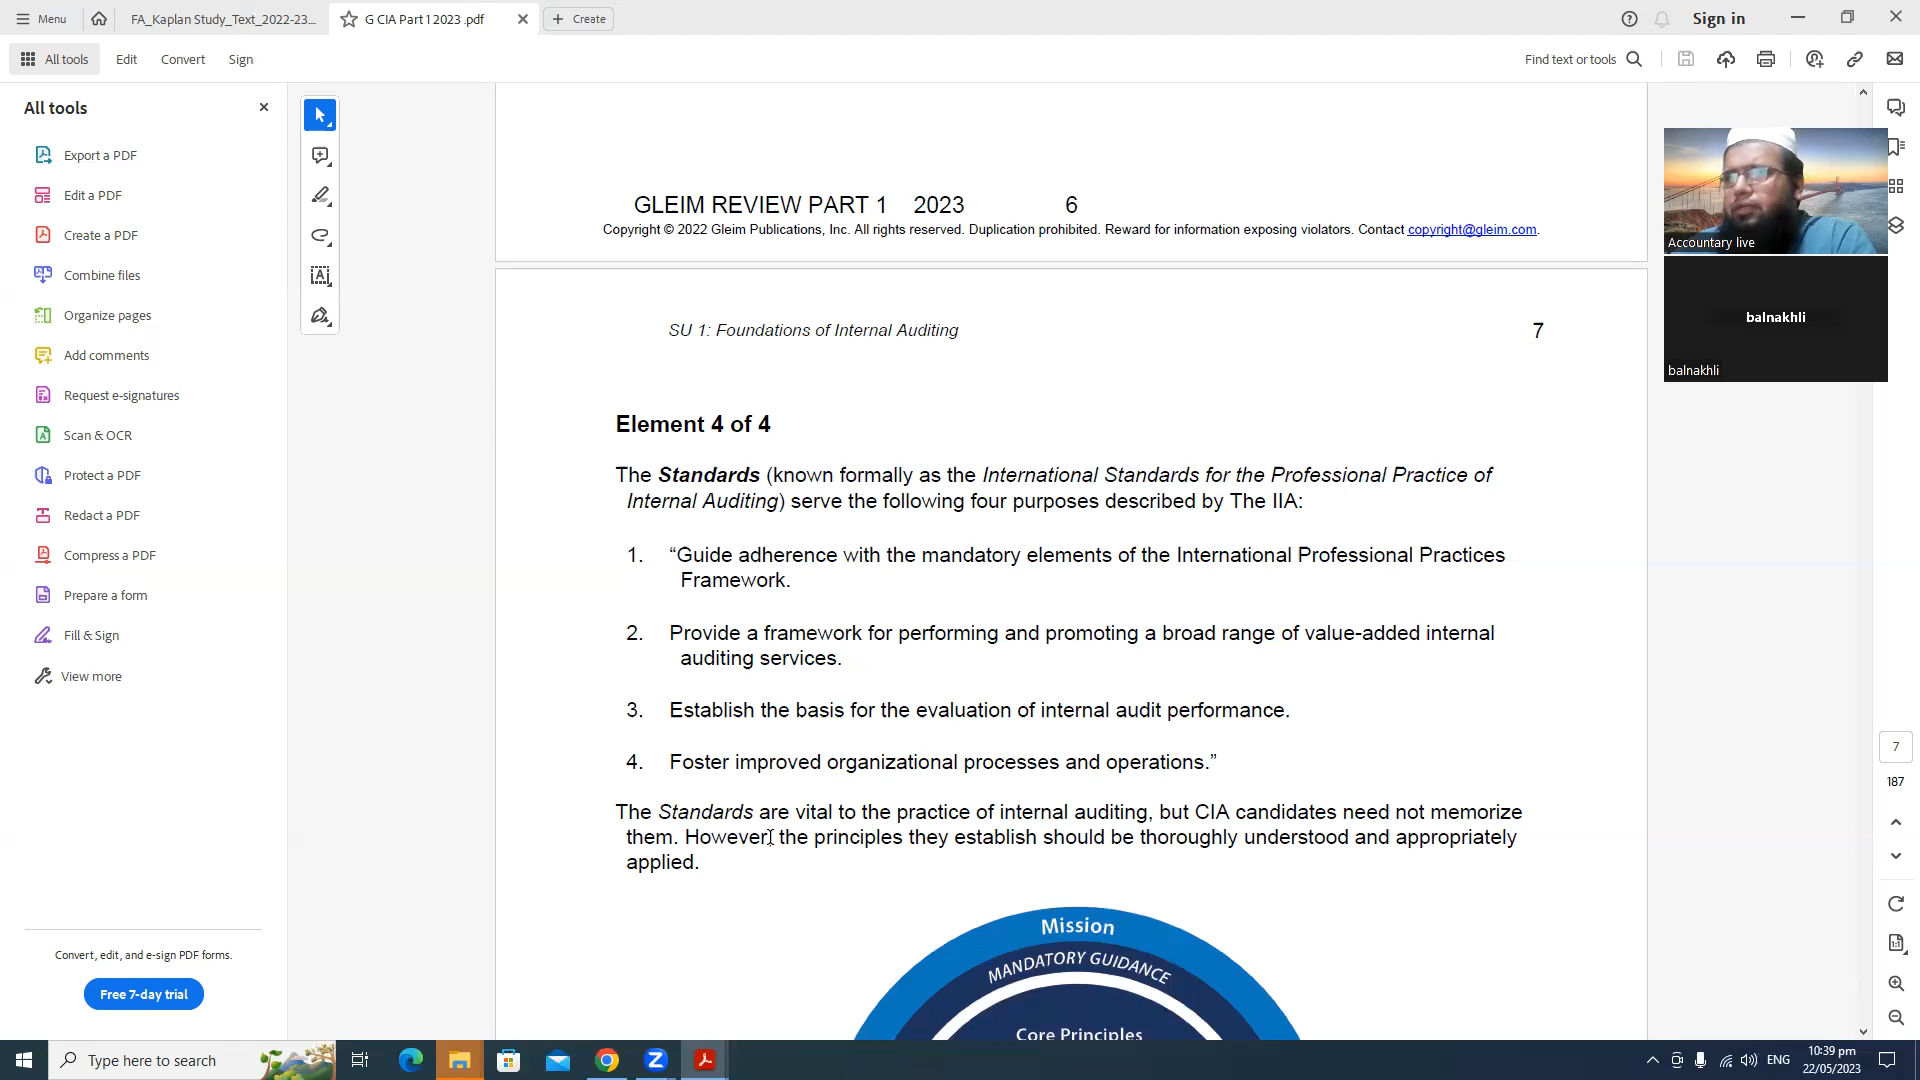 Menu
FA_Kaplan Study_Text_2022-23...
G CIA Part 1 2023 .pdf
Create
Sign in
All tools
Edit
Convert
Sign
Find text or tools
All tools
Export a PDF
Edit a PDF
Create a PDF
Combine files
Organize pages
Add comments
Request e-signatures
Scan & OCR
Protect a PDF
Redact a PDF
Compress a PDF
Prepare a form
Fill & Sign
View more
Convert, edit, and e-sign PDF forms.
Free 7-day trial
GLEIM REVIEW PART 1 2023 6
Copyright © 2022 Gleim Publications, Inc. All rights reserved. Duplication prohibited. Reward for information exposing violators. Contact copyright@gleim.com.
SU 1: Foundations of Internal Auditing 7
Element 4 of 4
The Standards (known formally as the International Standards for the Professional Practice of
Internal Auditing) serve the following four purposes described by The IIA:
1. “Guide adherence with the mandatory elements of the International Professional Practices
Framework.
2. Provide a framework for performing and promoting a broad range of value-added internal
auditing services.
3. Establish the basis for the evaluation of internal audit performance.
4. Foster improved organizational processes and operations.”
The Standards are vital to the practice of internal auditing, but CIA candidates need not memorize
them. However, the principles they establish should be thoroughly understood and appropriately
applied.
Mission
MANDATORY GUIDANCE
Core Principles
Accountary live
balnakhli
balnakhli
7
187
1:1
Type here to search
ENG
10:39 pm
22/05/2023